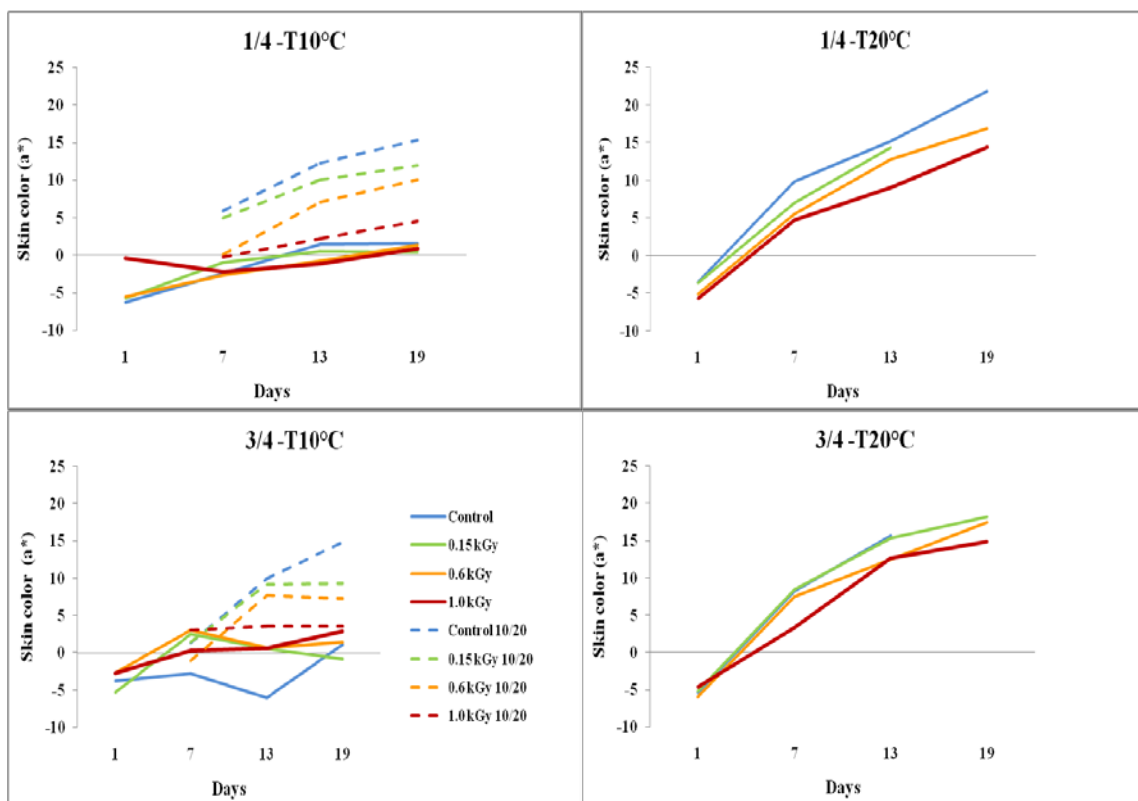 1/4 -T10°C
25
20
15
10
5
0
-5
-10
Skin color (a*)
1 7 13 19
Days
1/4 -T20°C
25
20
15
10
5
0
-5
-10
Skin color (a*)
1 7 13 19
Days
3/4 -T10°C
25
20
15
10
5
0
-5
-10
Skin color (a*)
1 7 13 19
Days
Control
0.15kGy
0.6kGy
1.0kGy
Control 10/20
0.15kGy 10/20
0.6kGy 10/20
1.0kGy 10/20
3/4 -T20°C
25
20
15
10
5
0
-5
-10
Skin color (a*)
1 7 13 19
Days